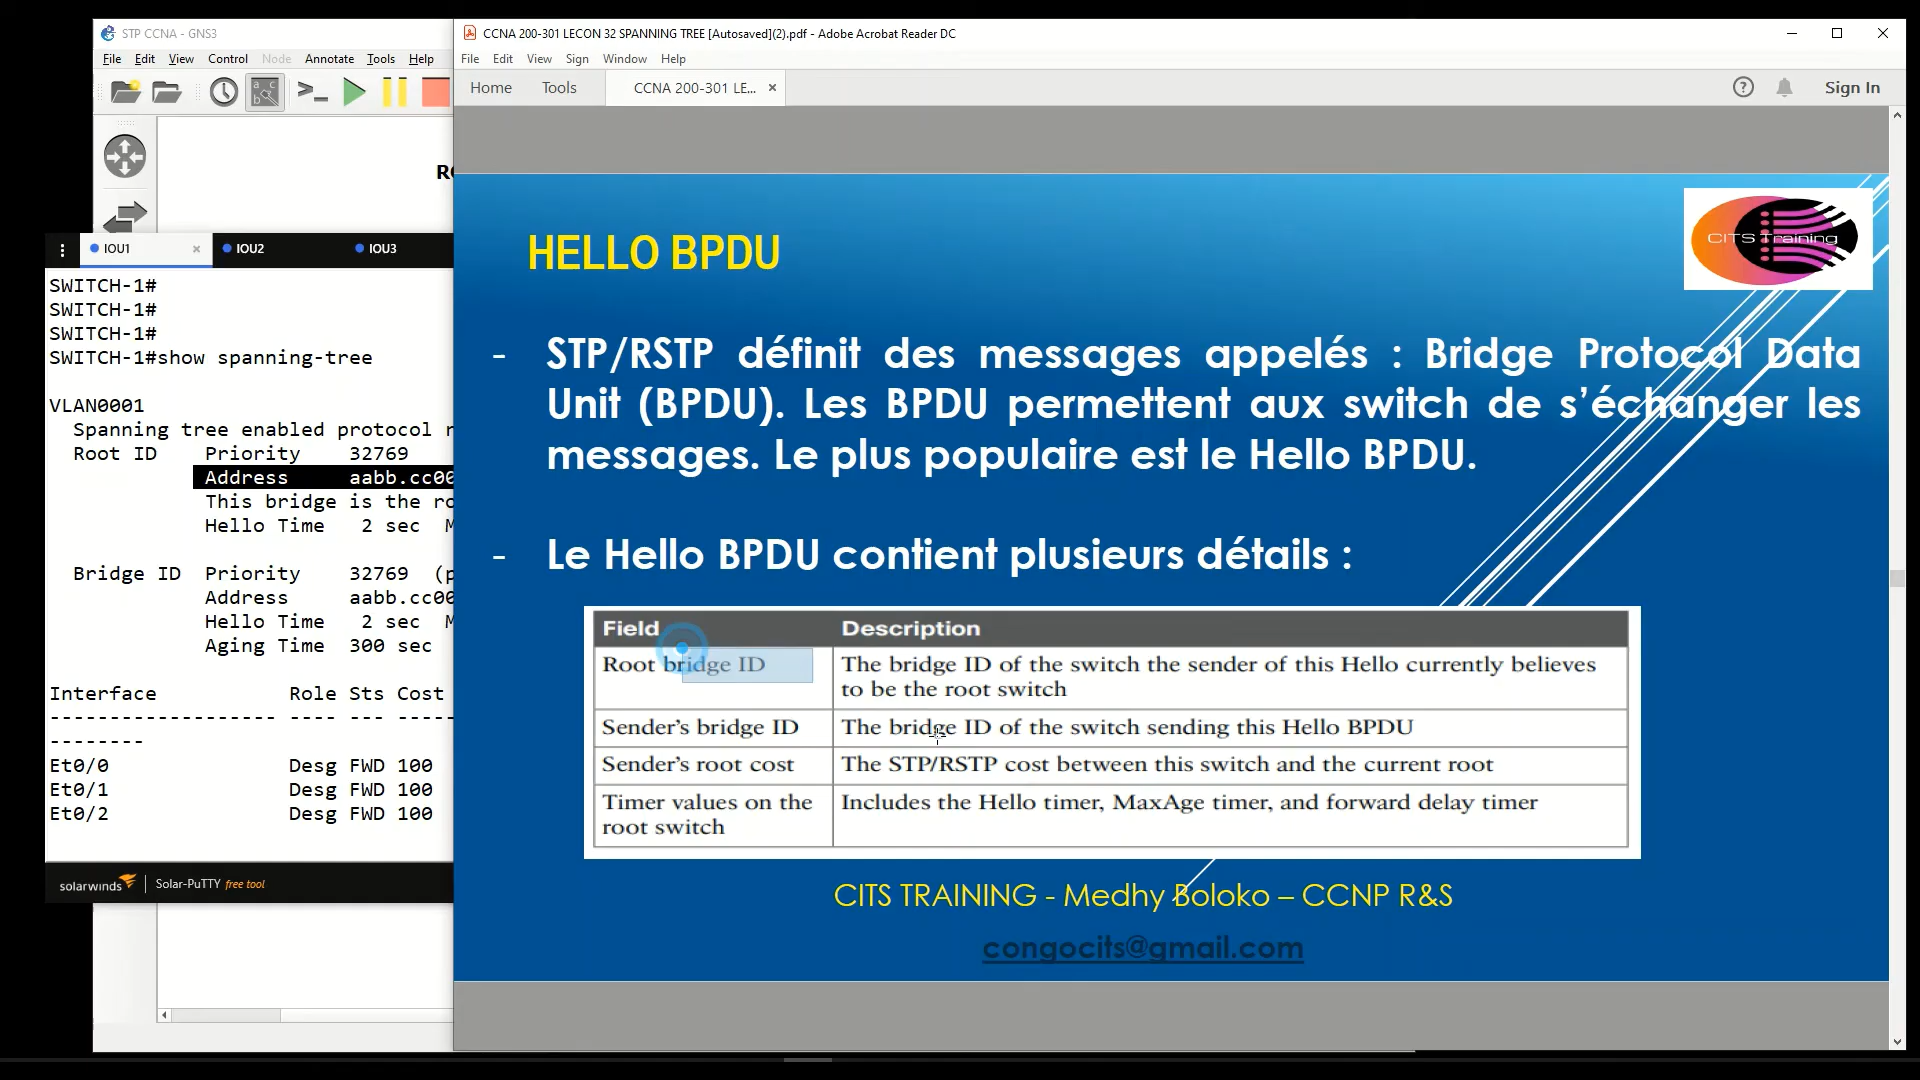 STP CCNA - GNS3
File Edit View Control Node Annotate Tools Help
IOU1 IOU2 IOU3
SWITCH-1#
SWITCH-1#
SWITCH-1#
SWITCH-1#show spanning-tree
VLAN0001
Spanning tree enabled protocol
Root ID Priority 32769
Address aabb.cc00
This bridge is the
Hello Time 2 sec
Bridge ID Priority 32769
Address aabb.cc00
Hello Time 2 sec
Aging Time 300 sec
Interface Role Sts Cost
------------------- ---- --- -----
--------
Et0/0 Desg FWD 100
Et0/1 Desg FWD 100
Et0/2 Desg FWD 100
solarwinds | Solar-PuTTY free tool
CCNA 200-301 LECON 32 SPANNING TREE [Autosaved](2).pdf - Adobe Acrobat Reader DC
File Edit View Sign Window Help
Home Tools CCNA 200-301 LE... Sign In
CITS Training
HELLO BPDU
- STP/RSTP définit des messages appelés : Bridge Protocol Data
Unit (BPDU). Les BPDU permettent aux switch de s’échanger les
messages. Le plus populaire est le Hello BPDU.
- Le Hello BPDU contient plusieurs détails :
Field Description
Root bridge ID The bridge ID of the switch the sender of this Hello currently believes
to be the root switch
Sender’s bridge ID The bridge ID of the switch sending this Hello BPDU
Sender’s root cost The STP/RSTP cost between this switch and the current root
Timer values on the Includes the Hello timer, MaxAge timer, and forward delay timer
root switch
CITS TRAINING - Medhy Boloko – CCNP R&S
congocits@gmail.com